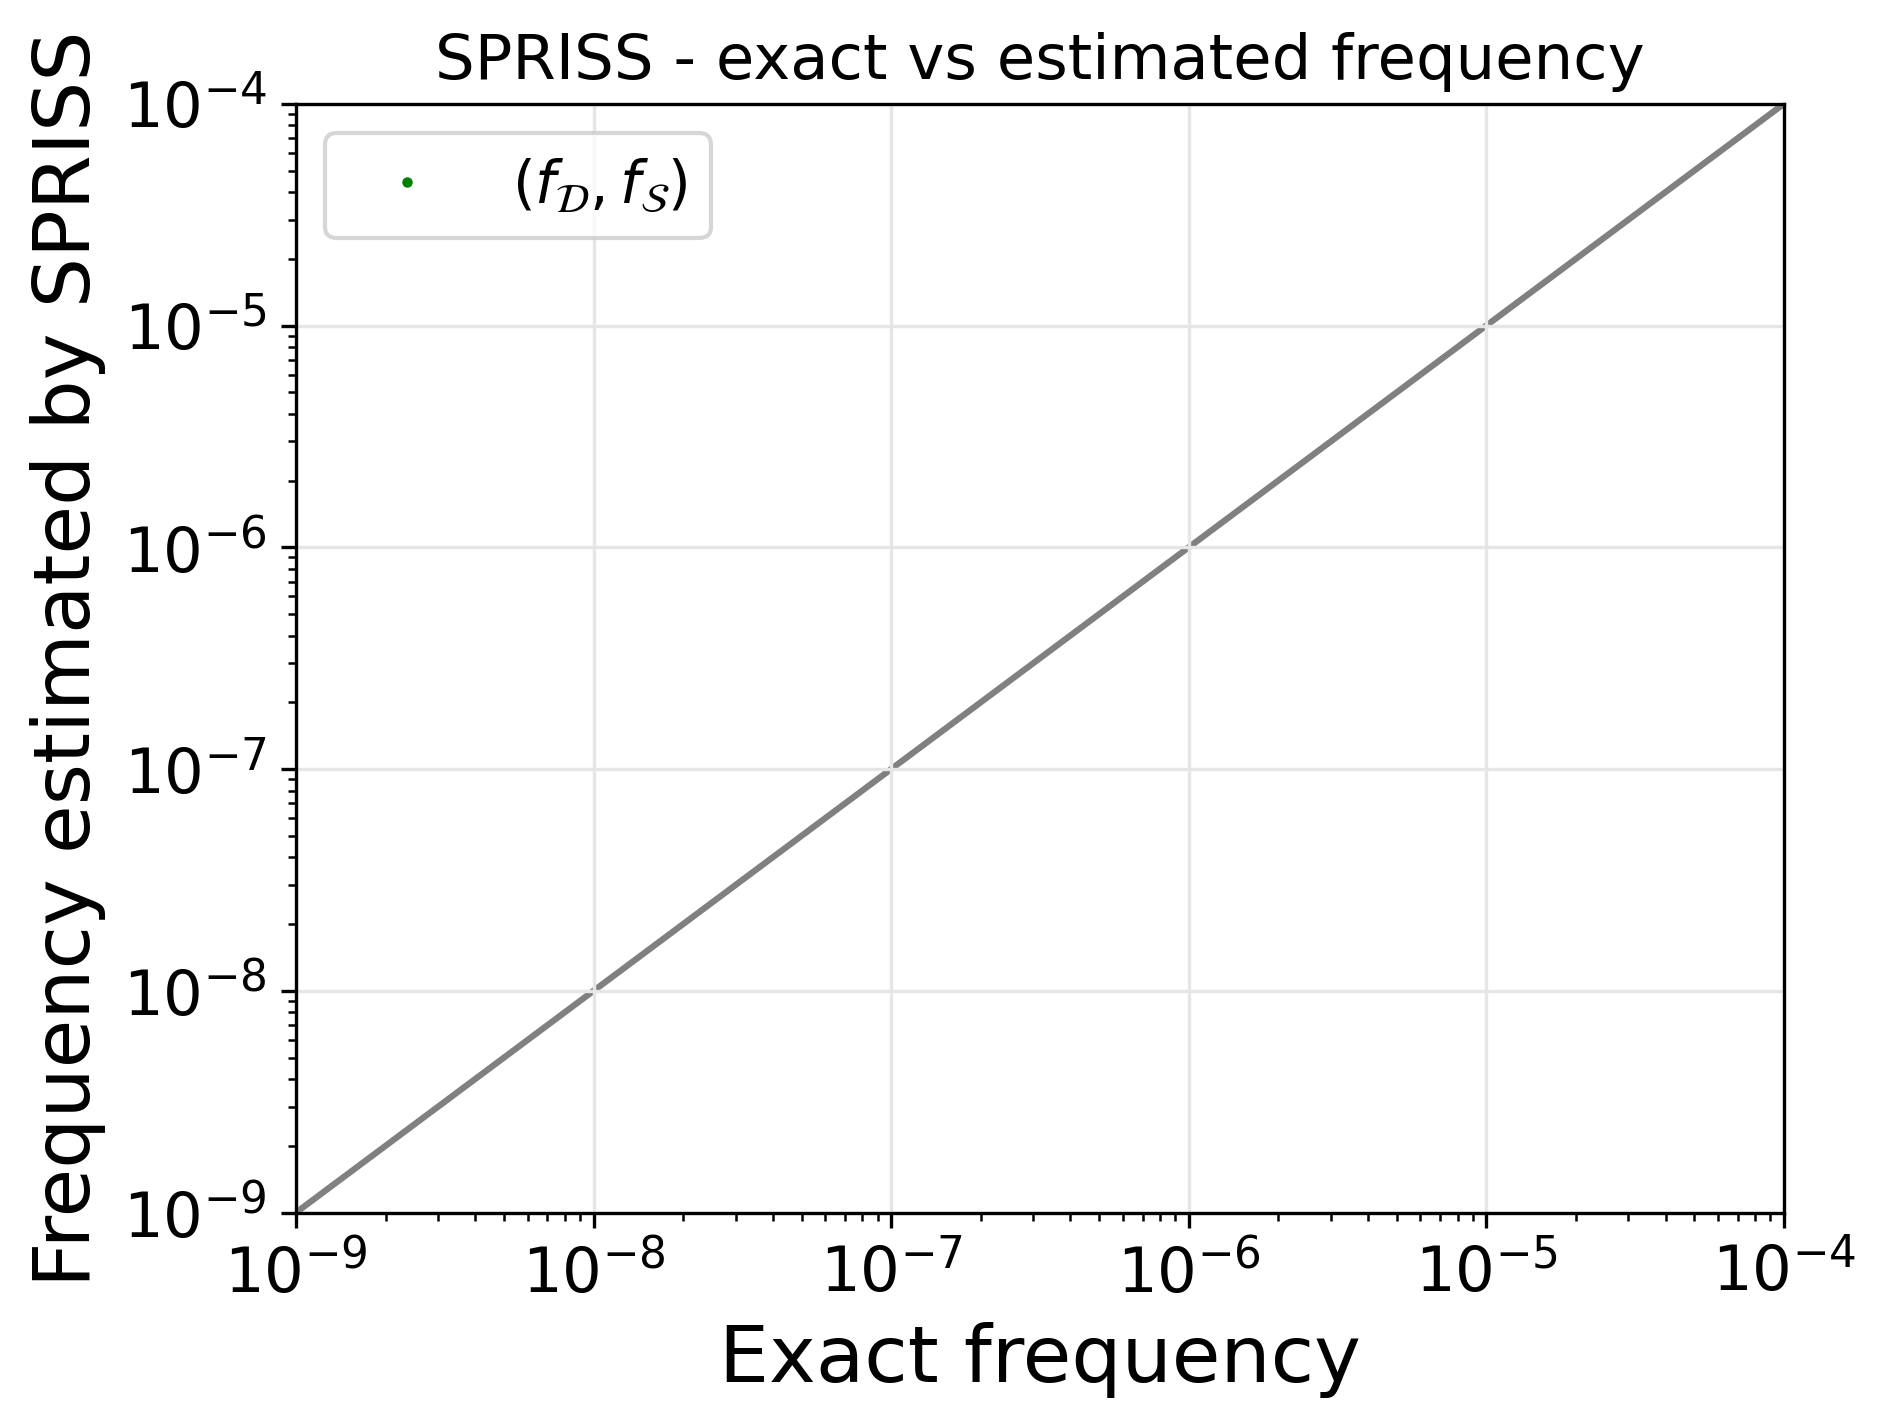 SPRISS - exact vs estimated frequency
Frequency estimated by SPRISS
10⁻⁴
10⁻⁵
10⁻⁶
10⁻⁷
10⁻⁸
10⁻⁹
(f_𝒟, f_𝒮)
10⁻⁹ 10⁻⁸ 10⁻⁷ 10⁻⁶ 10⁻⁵ 10⁻⁴
Exact frequency